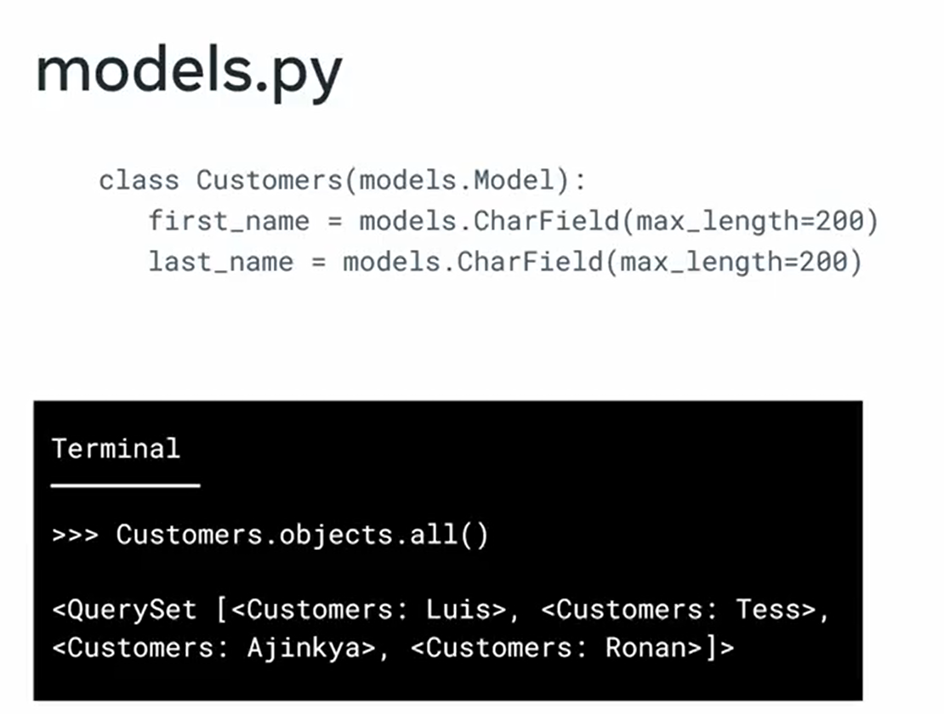 models.py
class Customers(models.Model):
first_name = models.CharField(max_length=200)
last_name = models.CharField(max_length=200)
Terminal
>>> Customers.objects.all()
<QuerySet [<Customers: Luis>, <Customers: Tess>,
<Customers: Ajinkya>, <Customers: Ronan>]>